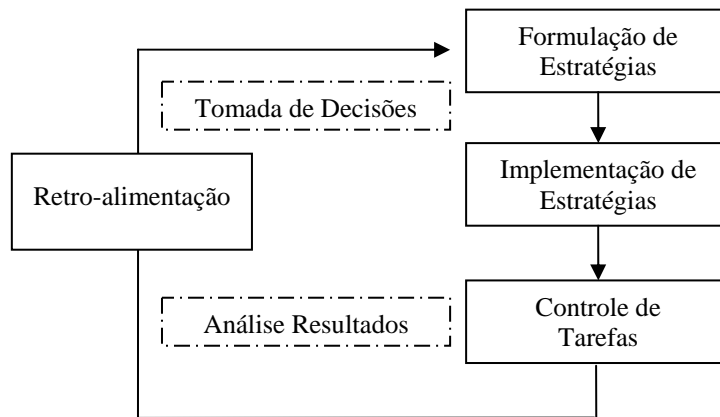 Formulação de
Estratégias
Tomada de Decisões
Implementação de
Estratégias
Retro-alimentação
Análise Resultados
Controle de
Tarefas